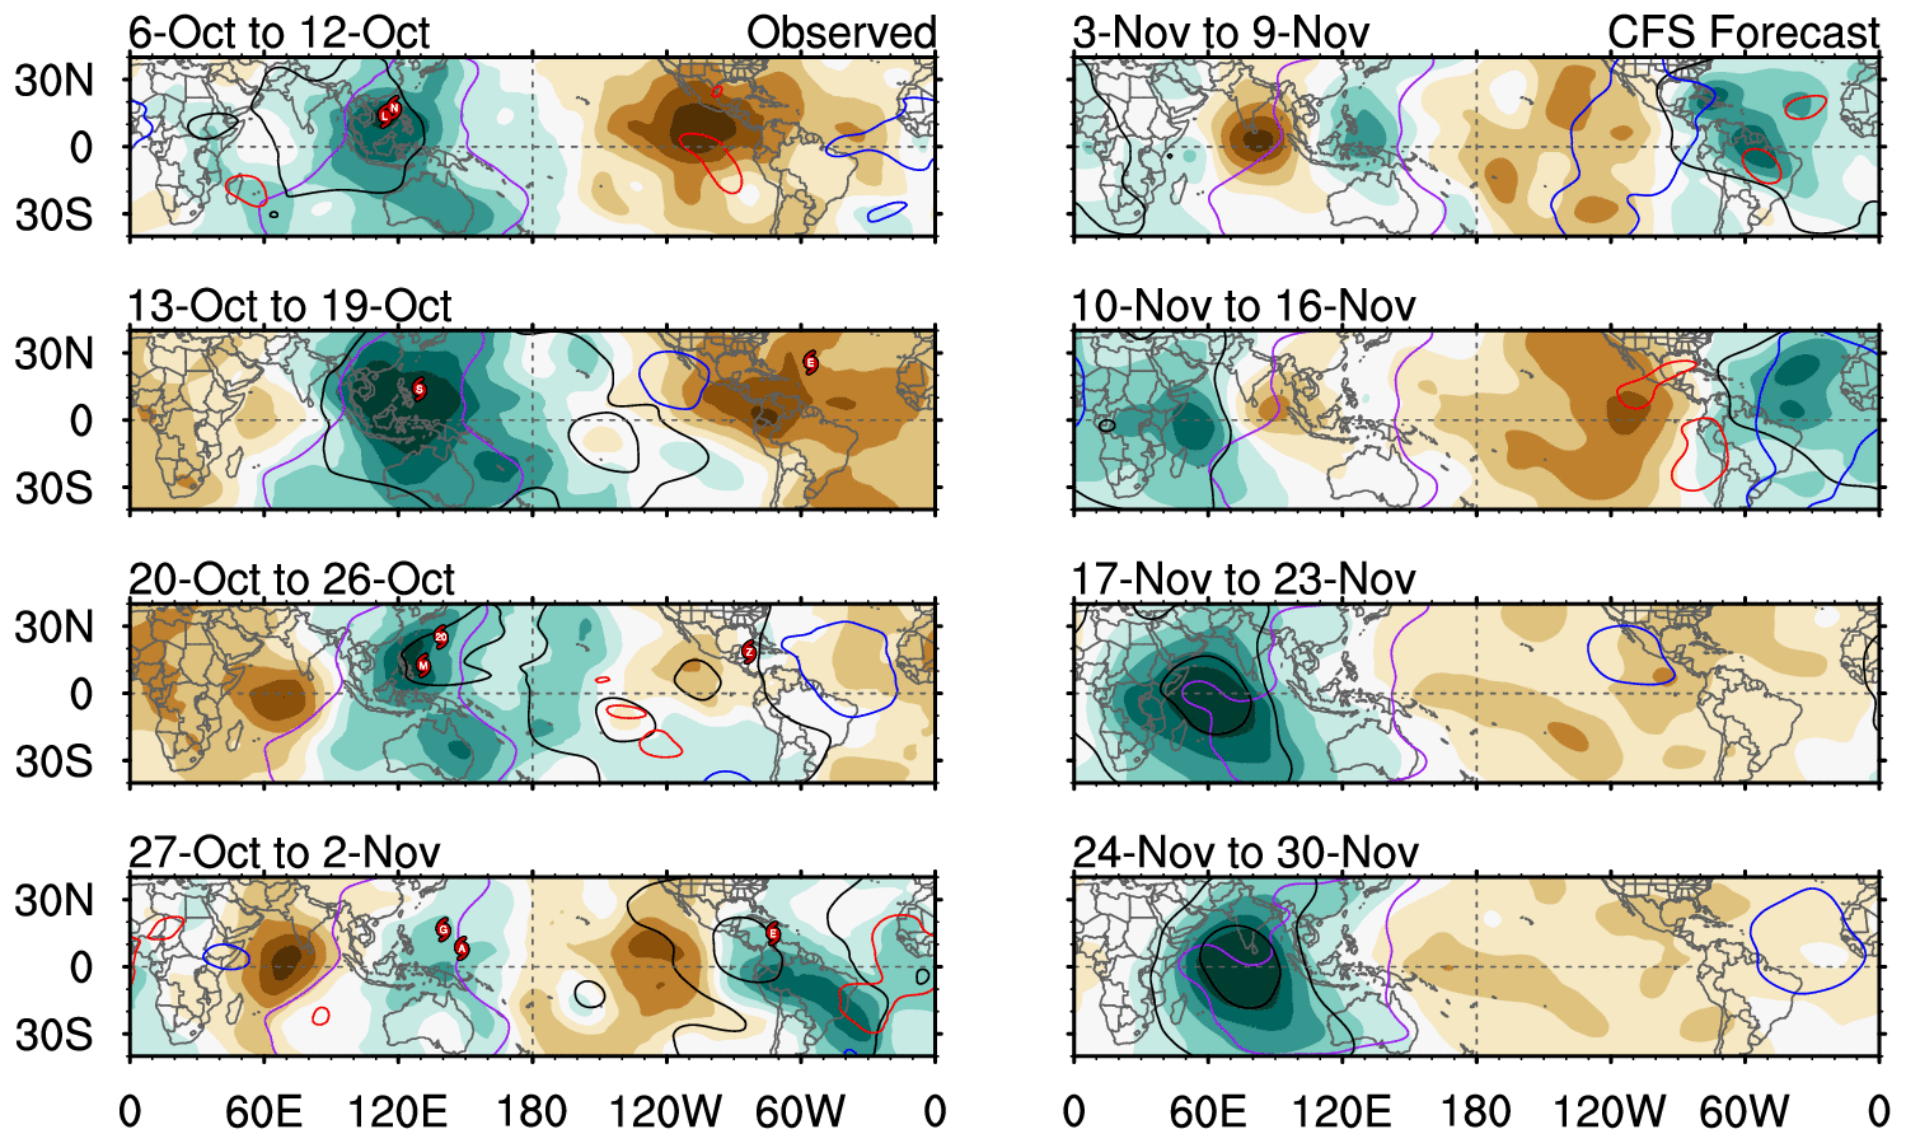 6-Oct to 12-Oct Observed
30N
0
30S
N
L
13-Oct to 19-Oct
30N
0
30S
E
S
20-Oct to 26-Oct
30N
0
30S
20
M
Z
27-Oct to 2-Nov
30N
0
30S
G
A
E
0 60E 120E 180 120W 60W 0
3-Nov to 9-Nov CFS Forecast
10-Nov to 16-Nov
17-Nov to 23-Nov
24-Nov to 30-Nov
0 60E 120E 180 120W 60W 0